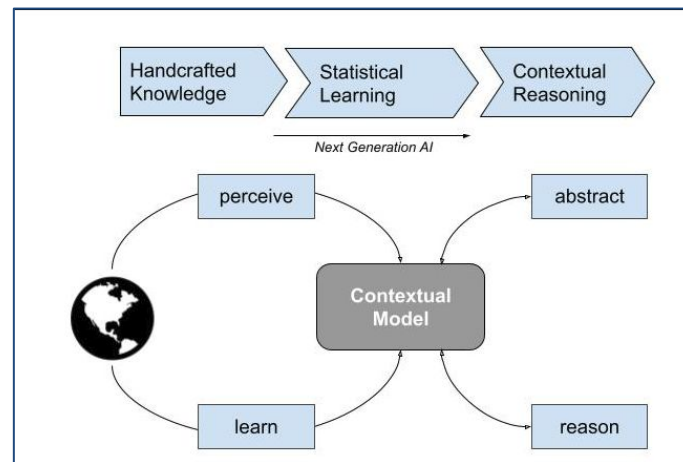 Handcrafted
Knowledge
Statistical
Learning
Contextual
Reasoning
Next Generation AI
perceive
abstract
Contextual
Model
learn
reason